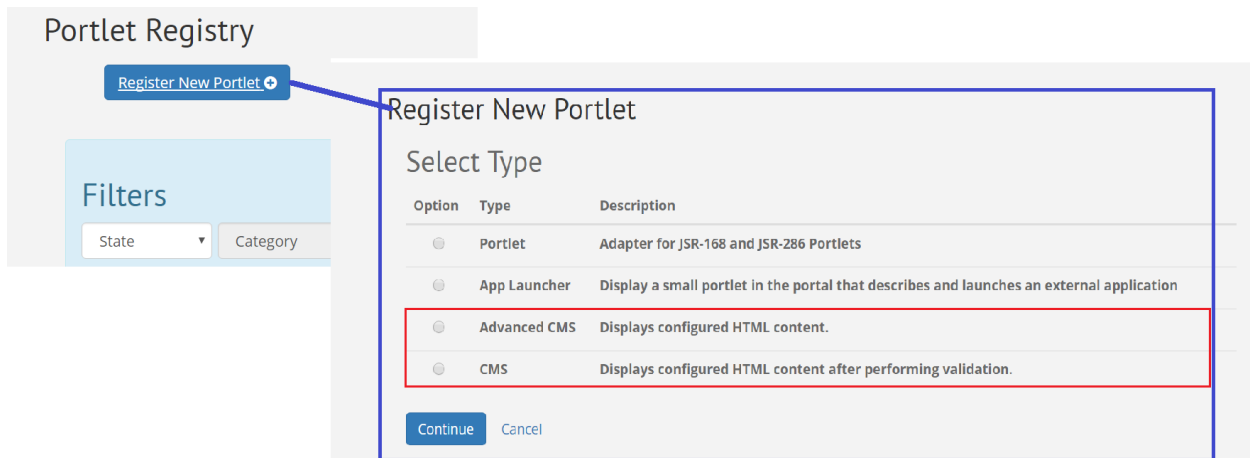 Portlet Registry
Register New Portlet
Filters
State
Category
Register New Portlet
Select Type
Option Type Description
Portlet Adapter for JSR-168 and JSR-286 Portlets
App Launcher Display a small portlet in the portal that describes and launches an external application
Advanced CMS Displays configured HTML content.
CMS Displays configured HTML content after performing validation.
Continue Cancel